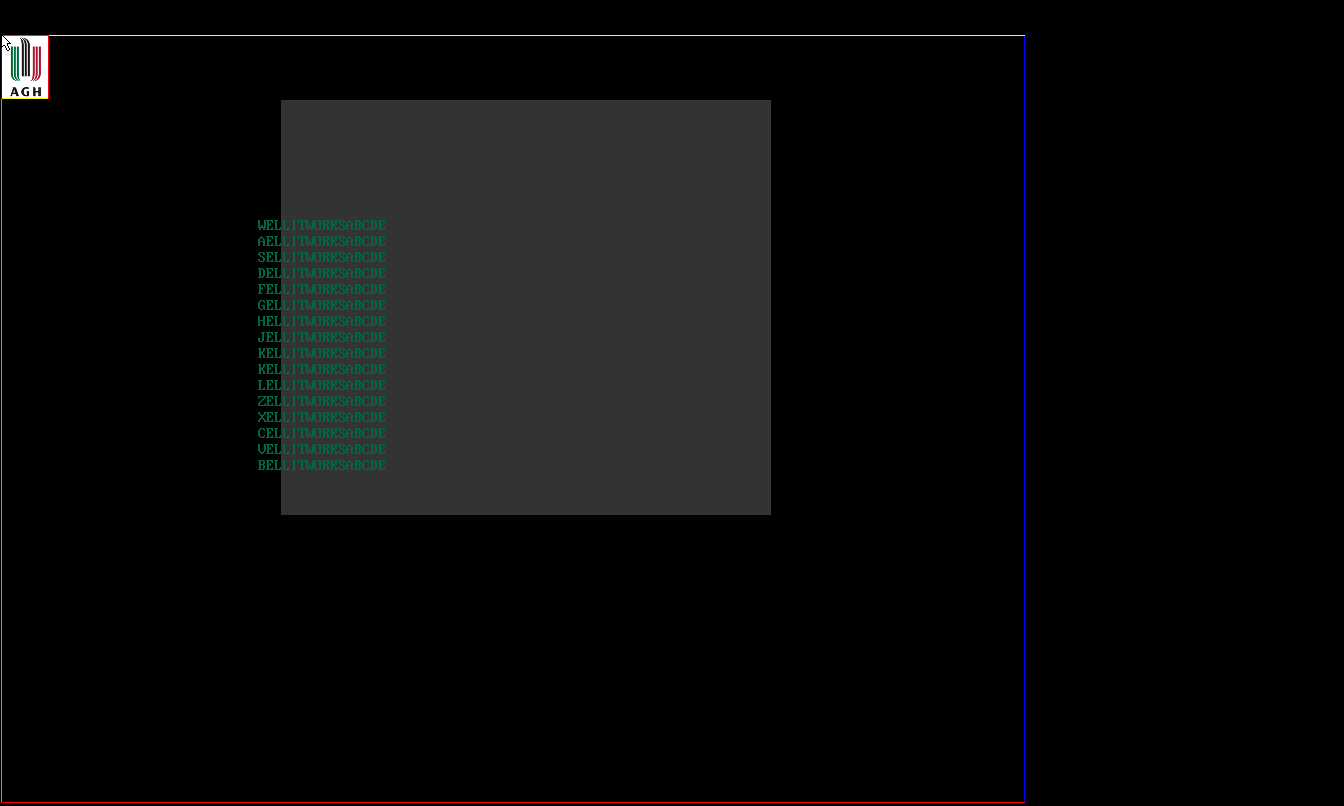 AGH
WELLITWORKSABCDE
AELLITWORKSABCDE
SELLITWORKSABCDE
DELLITWORKSABCDE
FELLITWORKSABCDE
GELLITWORKSABCDE
HELLITWORKSABCDE
JELLITWORKSABCDE
KELLITWORKSABCDE
KELLITWORKSABCDE
LELLITWORKSABCDE
ZELLITWORKSABCDE
XELLITWORKSABCDE
CELLITWORKSABCDE
VELLITWORKSABCDE
BELLITWORKSABCDE